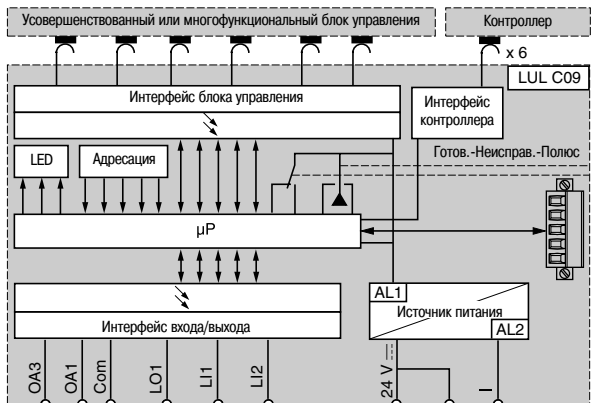 Усовершенствованный или многофункциональный блок управления
Контроллер
x 6
LUL C09
Интерфейс блока управления
Интерфейс
контроллера
LED
Адресация
Готов.-Неисправ.-Полюс
µP
AL1
Источник питания
AL2
Интерфейс входа/выхода
OA3
OA1
Com
LO1
LI1
LI2
24 V
I